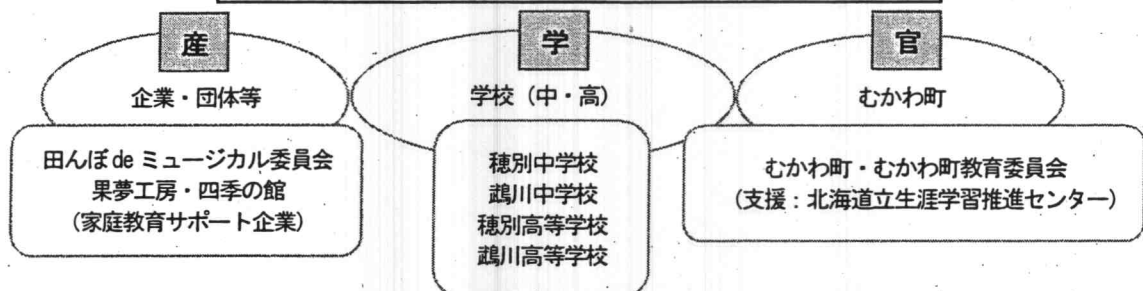 産
企業・団体等
田んぼ de ミュージカル委員会
果夢工房・四季の館
（家庭教育サポート企業）
学
学校（中・高）
穂別中学校
鵡川中学校
穂別高等学校
鵡川高等学校
官
むかわ町
むかわ町・むかわ町教育委員会
（支援：北海道立生涯学習推進センター）